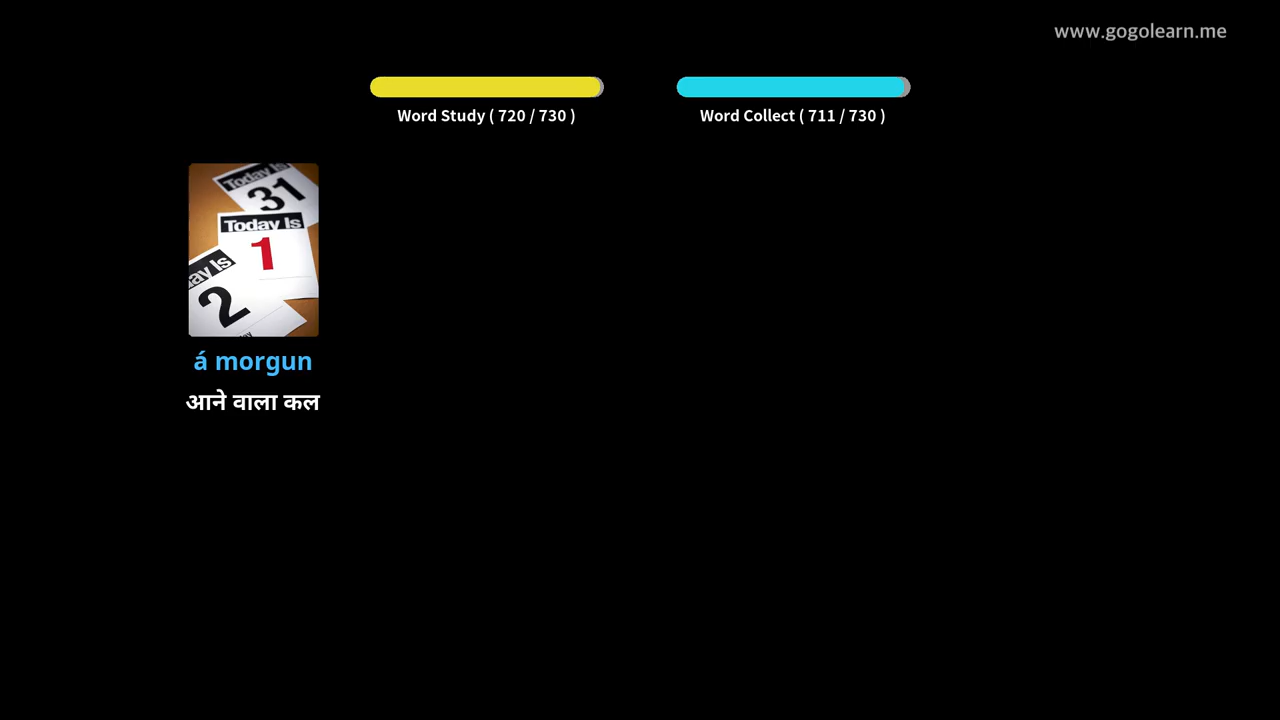 www.gogolearn.me
Word Study ( 720 / 730 )
Word Collect ( 711 / 730 )
Today Is
31
Today Is
1
ay Is
2
á morgun
आने वाला कल